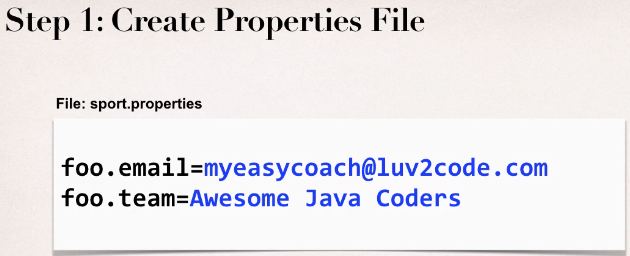 Step 1: Create Properties File
File: sport.properties
foo.email=myeasycoach@luv2code.com
foo.team=Awesome Java Coders